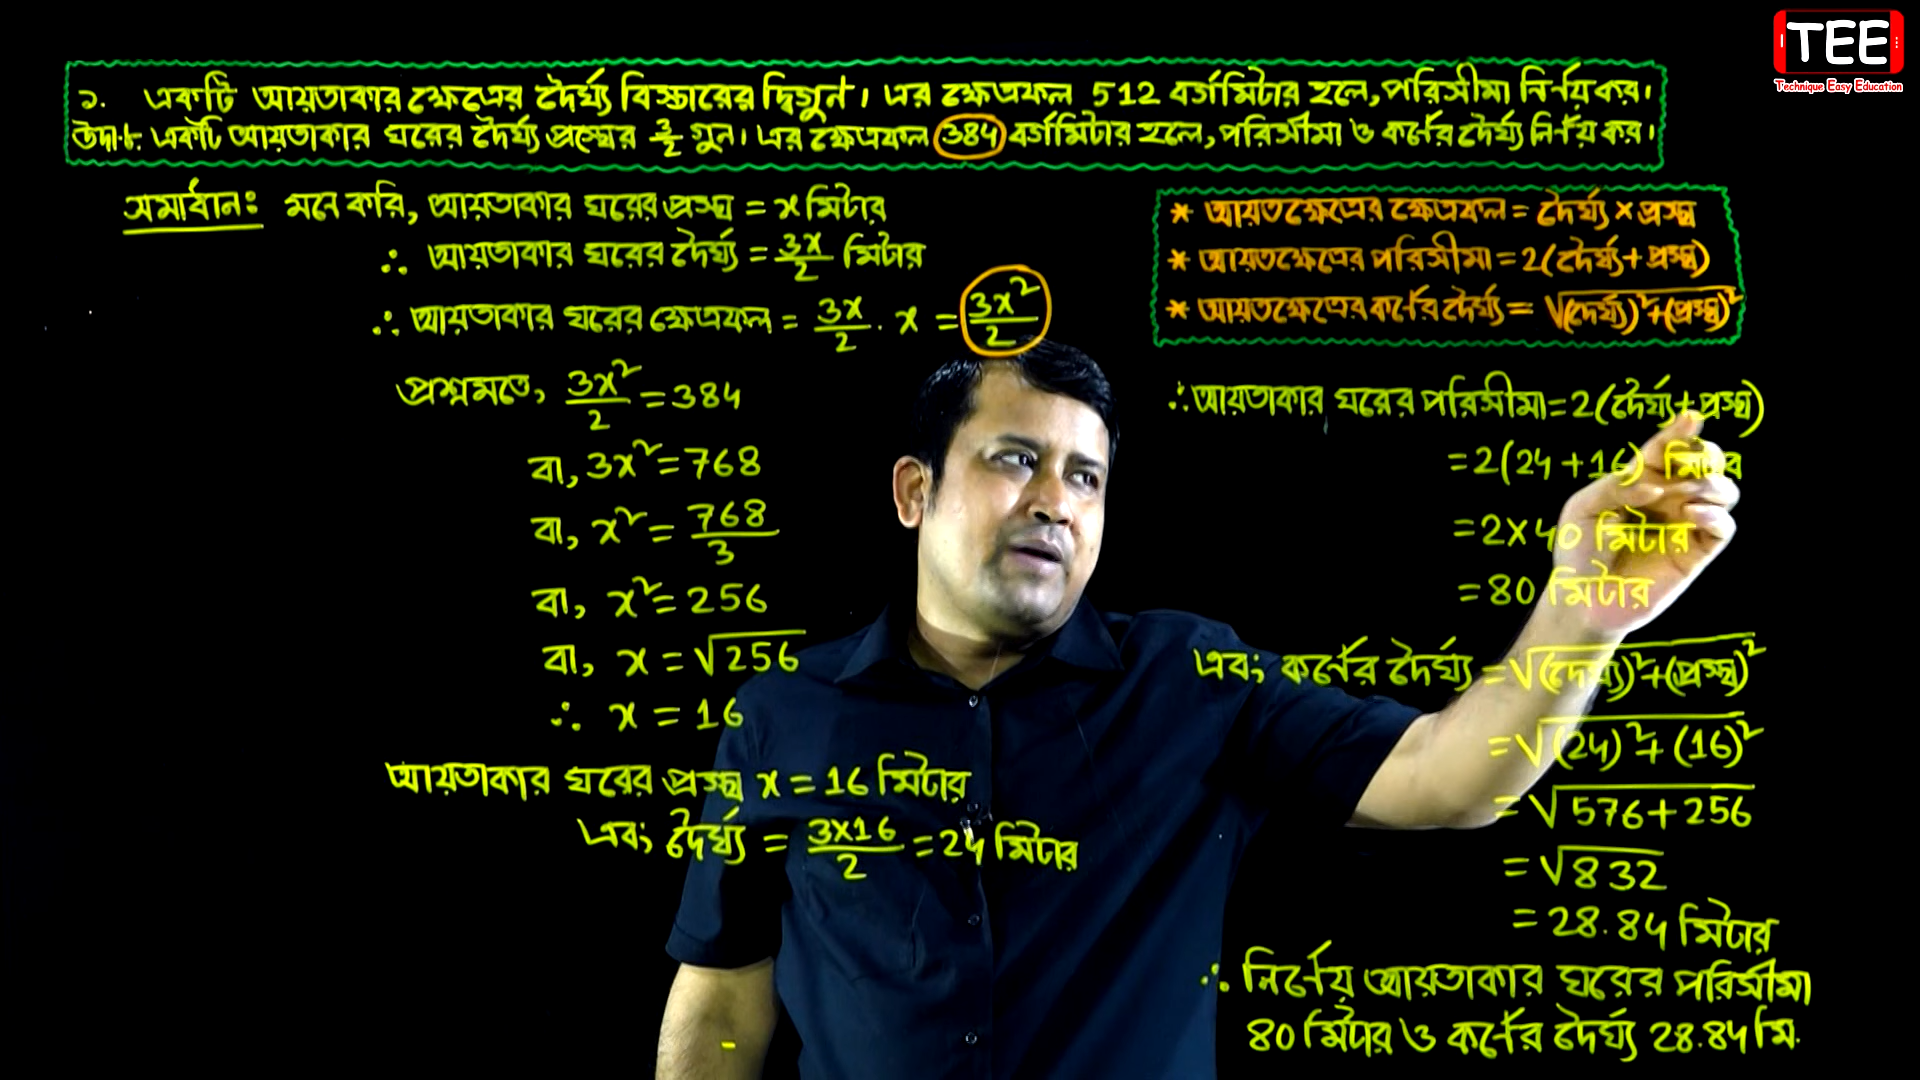 TEE
Technique Easy Education
১. একটি আয়তাকার ক্ষেত্রের দৈর্ঘ্য বিস্তারের দ্বিগুন। এর ক্ষেত্রফল 512 বর্গমিটার হলে, পরিসীমা নির্ণয় কর।
উদা-৮. একটি আয়তাকার ঘরের দৈর্ঘ্য প্রস্থের 3/2 গুন। এর ক্ষেত্রফল 384 বর্গমিটার হলে, পরিসীমা ও কর্ণের দৈর্ঘ্য নির্ণয় কর।
সমাধানঃ মনে করি, আয়তাকার ঘরের প্রস্থ = x মিটার
∴ আয়তাকার ঘরের দৈর্ঘ্য = 3x/2 মিটার
∴ আয়তাকার ঘরের ক্ষেত্রফল = 3x/2 . x = 3x²/2
প্রশ্নমতে, 3x²/2 = 384
বা, 3x² = 768
বা, x² = 768/3
বা, x² = 256
বা, x = √256
∴ x = 16
আয়তাকার ঘরের প্রস্থ x = 16 মিটার
এবং দৈর্ঘ্য = 3x16/2 = 24 মিটার
* আয়তক্ষেত্রের ক্ষেত্রফল = দৈর্ঘ্য × প্রস্থ
* আয়তক্ষেত্রের পরিসীমা = 2(দৈর্ঘ্য + প্রস্থ)
* আয়তক্ষেত্রের কর্ণের দৈর্ঘ্য = √(দৈর্ঘ্য)² + (প্রস্থ)²
∴ আয়তাকার ঘরের পরিসীমা = 2(দৈর্ঘ্য + প্রস্থ)
= 2(24 + 16) মিটার
= 2 × 40 মিটার
= 80 মিটার
এবং কর্ণের দৈর্ঘ্য = √(দৈর্ঘ্য)² + (প্রস্থ)²
= √(24)² + (16)²
= √576 + 256
= √832
= 28.84 মিটার
∴ নির্ণেয় আয়তাকার ঘরের পরিসীমা
80 মিটার ও কর্ণের দৈর্ঘ্য 28.84 মি.